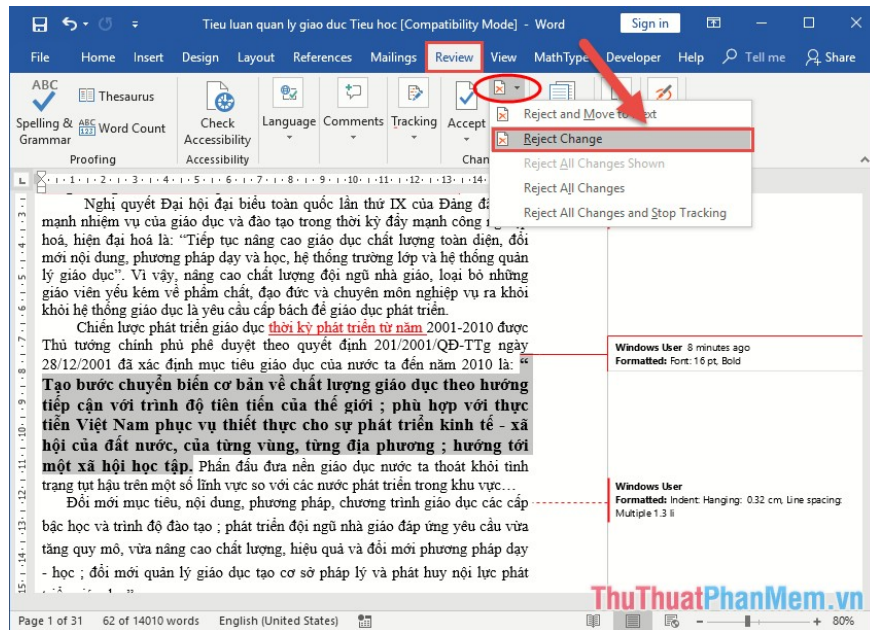 Tieu luan quan ly giao duc Tieu hoc [Compatibility Mode] - Word Sign in
File Home Insert Design Layout References Mailings Review View MathType Developer Help Tell me Share
ABC
Spelling & Grammar
Thesaurus
ABC 123 Word Count
Check Accessibility
Language
Comments
Tracking
Accept
Proofing Accessibility Chan
Reject and Move to Next
Reject Change
Reject All Changes Shown
Reject All Changes
Reject All Changes and Stop Tracking
1 2 3 4 5 6 7 8 9 10 11 12 13 14
Nghị quyết Đại hội đại biểu toàn quốc lần thứ IX của Đảng đã
mạnh nhiệm vụ của giáo dục và đào tạo trong thời kỳ đẩy mạnh công
hoá, hiện đại hoá là: “Tiếp tục nâng cao giáo dục chất lượng toàn diện, đổi
mới nội dung, phương pháp dạy và học, hệ thống trường lớp và hệ thống quản
lý giáo dục”. Vì vậy, nâng cao chất lượng đội ngũ nhà giáo, loại bỏ những
giáo viên yếu kém về phẩm chất, đạo đức và chuyên môn nghiệp vụ ra khỏi
khỏi hệ thống giáo dục là yêu cầu cấp bách để giáo dục phát triển.
Chiến lược phát triển giáo dục thời kỳ phát triển từ năm 2001-2010 được
Thủ tướng chính phủ phê duyệt theo quyết định 201/2001/QĐ-TTg ngày
28/12/2001 đã xác định mục tiêu giáo dục của nước ta đến năm 2010 là: “
Tạo bước chuyển biến cơ bản về chất lượng giáo dục theo hướng
tiếp cận với trình độ tiên tiến của thế giới ; phù hợp với thực
tiễn Việt Nam phục vụ thiết thực cho sự phát triển kinh tế - xã
hội của đất nước, của từng vùng, từng địa phương ; hướng tới
một xã hội học tập. Phấn đấu đưa nền giáo dục nước ta thoát khỏi tình
trạng tụt hậu trên một số lĩnh vực so với các nước phát triển trong khu vực…
Đổi mới mục tiêu, nội dung, phương pháp, chương trình giáo dục các cấp
bậc học và trình độ đào tạo ; phát triển đội ngũ nhà giáo đáp ứng yêu cầu vừa
tăng quy mô, vừa nâng cao chất lượng, hiệu quả và đổi mới phương pháp dạy
- học ; đổi mới quản lý giáo dục tạo cơ sở pháp lý và phát huy nội lực phát
Windows User 8 minutes ago
Formatted: Font: 16 pt, Bold
Windows User
Formatted: Indent: Hanging: 0.32 cm, Line spacing:
Multiple 1.3 li
ThuThuatPhanMem.vn
Page 1 of 31 62 of 14010 words English (United States) 80%